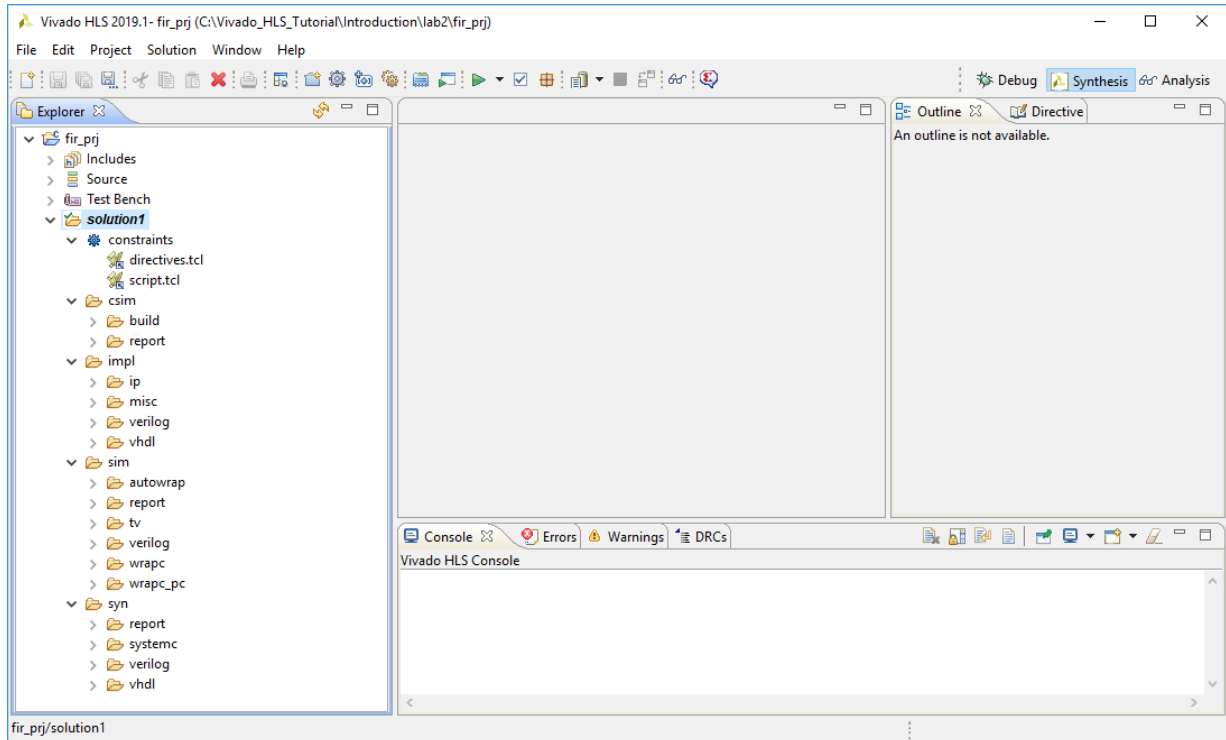 Vivado HLS 2019.1- fir_prj (C:\Vivado_HLS_Tutorial\Introduction\lab2\fir_prj)
File Edit Project Solution Window Help
Debug Synthesis Analysis
Explorer
fir_prj
Includes
Source
Test Bench
solution1
constraints
directives.tcl
script.tcl
csim
build
report
impl
ip
misc
verilog
vhdl
sim
autowrap
report
tv
verilog
wrapc
wrapc_pc
syn
report
systemc
verilog
vhdl
Outline Directive
An outline is not available.
Console Errors Warnings DRCs
Vivado HLS Console
fir_prj/solution1